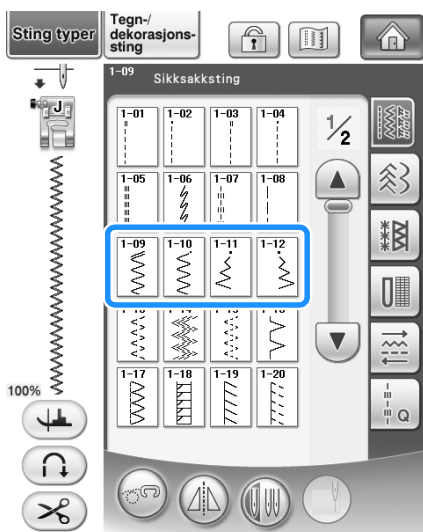 Sting typer
Tegn-/
dekorasjons-
sting
J
1-09
Sikksakksting
1-01 1-02 1-03 1-04
1/2
1-05 1-06 1-07 1-08
1-09 1-10 1-11 1-12
1-17 1-18 1-19 1-20
100%
Q